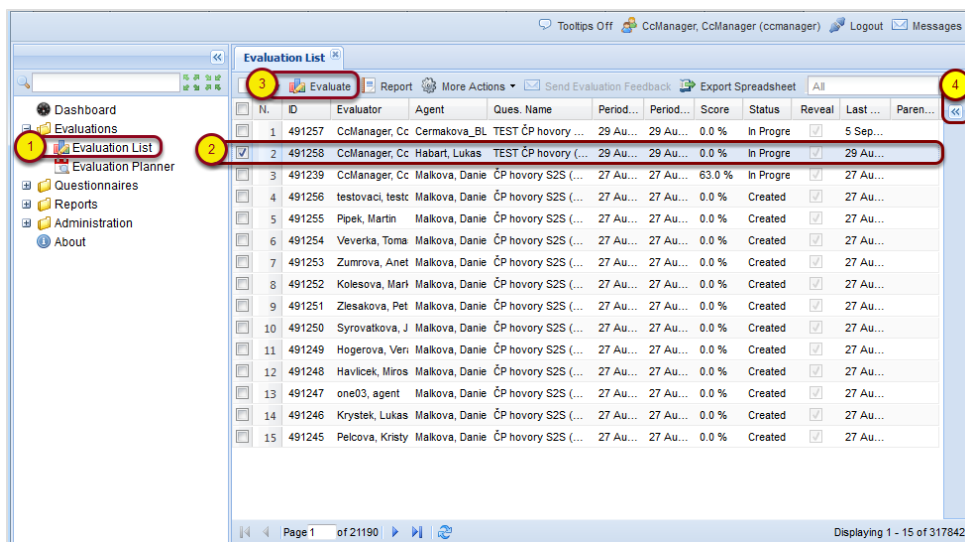 Tooltips Off CcManager, CcManager (ccmanager) Logout Messages
Evaluation List
3 Evaluate Report More Actions Send Evaluation Feedback Export Spreadsheet All 4
Dashboard
Evaluations
1 Evaluation List
Evaluation Planner
Questionnaires
Reports
Administration
About
N. ID Evaluator Agent Ques. Name Period... Period... Score Status Reveal Last ... Paren...
1 491257 CcManager, Cc Cermakova_BL TEST ČP hovory ... 29 Au... 29 Au... 0.0 % In Progre 5 Sep...
2 2 491258 CcManager, Cc Habart, Lukas TEST ČP hovory (... 29 Au... 29 Au... 0.0 % In Progre 29 Au...
3 491239 CcManager, Cc Malkova, Danie ČP hovory S2S (... 27 Au... 27 Au... 63.0 % In Progre 27 Au...
4 491256 testovaci, testc Malkova, Danie ČP hovory S2S (... 27 Au... 27 Au... 0.0 % Created 27 Au...
5 491255 Pipek, Martin Malkova, Danie ČP hovory S2S (... 27 Au... 27 Au... 0.0 % Created 27 Au...
6 491254 Veverka, Toma Malkova, Danie ČP hovory S2S (... 27 Au... 27 Au... 0.0 % Created 27 Au...
7 491253 Zumrova, Anet Malkova, Danie ČP hovory S2S (... 27 Au... 27 Au... 0.0 % Created 27 Au...
8 491252 Kolesova, Mark Malkova, Danie ČP hovory S2S (... 27 Au... 27 Au... 0.0 % Created 27 Au...
9 491251 Zlesakova, Pet Malkova, Danie ČP hovory S2S (... 27 Au... 27 Au... 0.0 % Created 27 Au...
10 491250 Syrovatkova, J Malkova, Danie ČP hovory S2S (... 27 Au... 27 Au... 0.0 % Created 27 Au...
11 491249 Hogerova, Vera Malkova, Danie ČP hovory S2S (... 27 Au... 27 Au... 0.0 % Created 27 Au...
12 491248 Havlicek, Miros Malkova, Danie ČP hovory S2S (... 27 Au... 27 Au... 0.0 % Created 27 Au...
13 491247 one03, agent Malkova, Danie ČP hovory S2S (... 27 Au... 27 Au... 0.0 % Created 27 Au...
14 491246 Krystek, Lukas Malkova, Danie ČP hovory S2S (... 27 Au... 27 Au... 0.0 % Created 27 Au...
15 491245 Pelcova, Kristy Malkova, Danie ČP hovory S2S (... 27 Au... 27 Au... 0.0 % Created 27 Au...
Page 1 of 21190 Displaying 1 - 15 of 317842